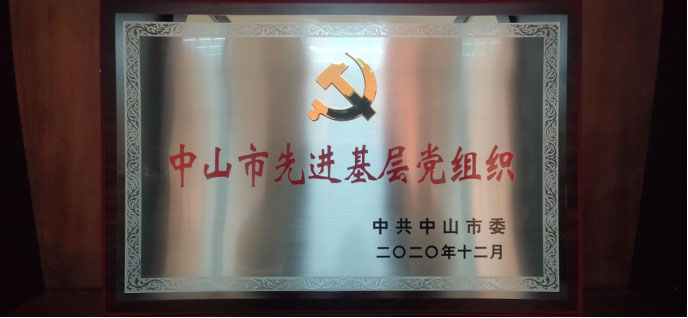 中山市先进基层党组织
中共中山市委
二〇二〇年十二月